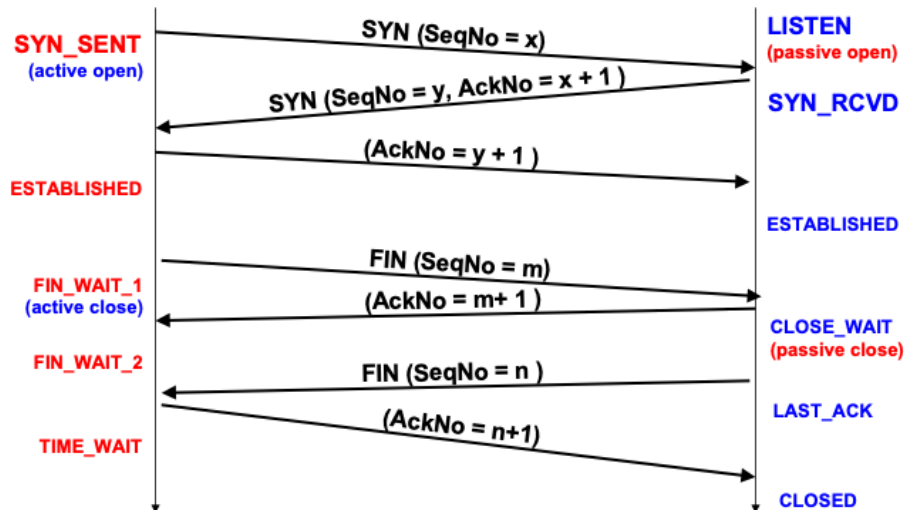 SYN (SeqNo = x)
LISTEN
(passive open)
SYN_SENT
(active open)
SYN (SeqNo = y, AckNo = x + 1 )
SYN_RCVD
(AckNo = y + 1 )
ESTABLISHED
ESTABLISHED
FIN (SeqNo = m)
FIN_WAIT_1
(active close)
(AckNo = m+ 1 )
CLOSE_WAIT
(passive close)
FIN_WAIT_2
FIN (SeqNo = n )
LAST_ACK
(AckNo = n+1)
TIME_WAIT
CLOSED